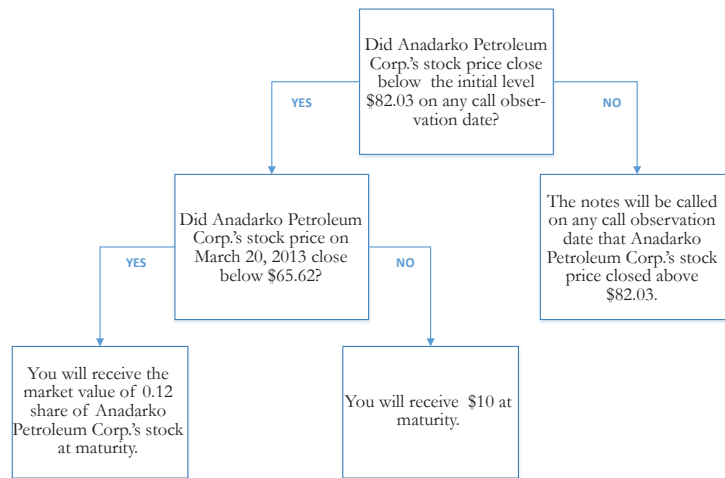 Did Anadarko Petroleum
Corp.'s stock price close
below the initial level
$82.03 on any call obser-
vation date?
YES
NO
Did Anadarko Petroleum
Corp.'s stock price on
March 20, 2013 close
below $65.62?
The notes will be called
on any call observation
date that Anadarko
Petroleum Corp.'s stock
price closed above
$82.03.
YES
NO
You will receive the
market value of 0.12
share of Anadarko
Petroleum Corp.'s stock
at maturity.
You will receive $10 at
maturity.